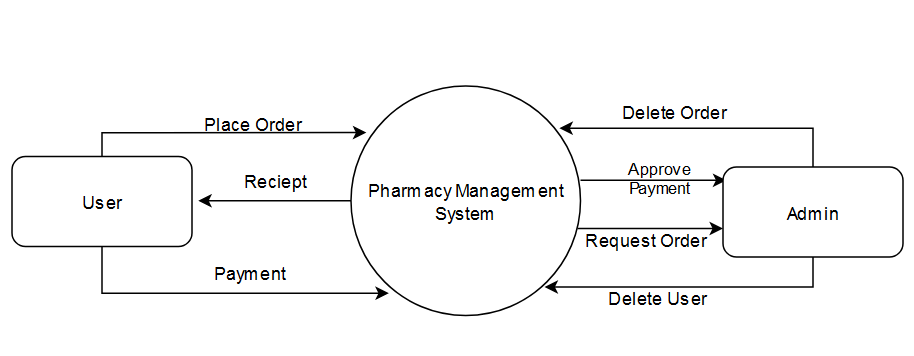 Place Order
Delete Order
Reciept
Approve
Payment
User
Pharmacy Management
System
Admin
Request Order
Payment
Delete User